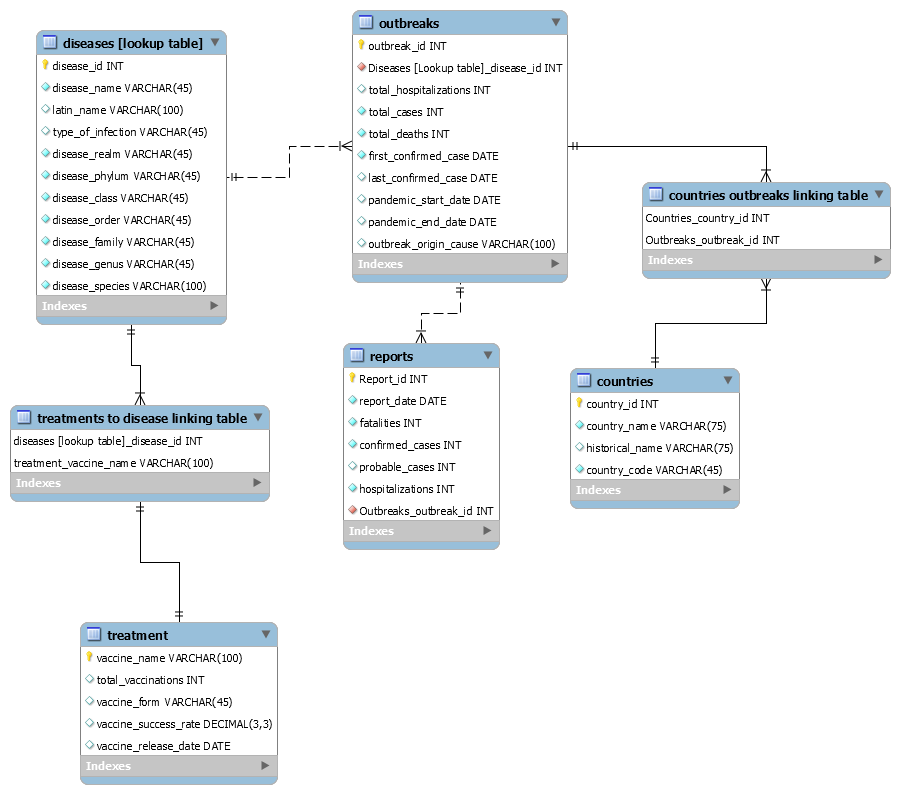 diseases [lookup table]
disease_id INT
disease_name VARCHAR(45)
latin_name VARCHAR(100)
type_of_infection VARCHAR(45)
disease_realm VARCHAR(45)
disease_phylum VARCHAR(45)
disease_class VARCHAR(45)
disease_order VARCHAR(45)
disease_family VARCHAR(45)
disease_genus VARCHAR(45)
disease_species VARCHAR(100)
Indexes
outbreaks
outbreak_id INT
Diseases [Lookup table]_disease_id INT
total_hospitalizations INT
total_cases INT
total_deaths INT
first_confirmed_case DATE
last_confirmed_case DATE
pandemic_start_date DATE
pandemic_end_date DATE
outbreak_origin_cause VARCHAR(100)
Indexes
countries outbreaks linking table
Countries_country_id INT
Outbreaks_outbreak_id INT
Indexes
reports
Report_id INT
report_date DATE
fatalities INT
confirmed_cases INT
probable_cases INT
hospitalizations INT
Outbreaks_outbreak_id INT
Indexes
countries
country_id INT
country_name VARCHAR(75)
historical_name VARCHAR(75)
country_code VARCHAR(45)
Indexes
treatments to disease linking table
diseases [lookup table]_disease_id INT
treatment_vaccine_name VARCHAR(100)
Indexes
treatment
vaccine_name VARCHAR(100)
total_vaccinations INT
vaccine_form VARCHAR(45)
vaccine_success_rate DECIMAL(3,3)
vaccine_release_date DATE
Indexes